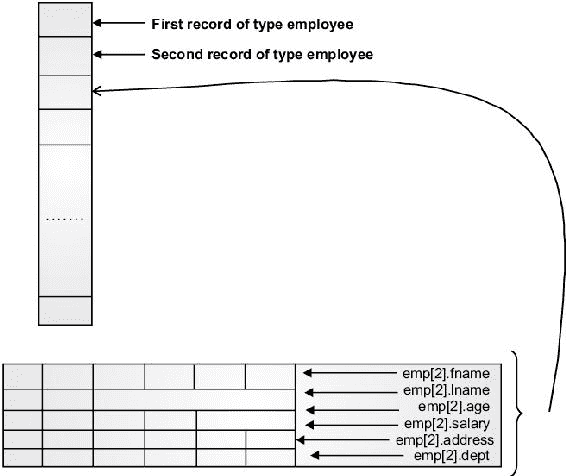 First record of type employee
Second record of type employee
.......
emp[2].fname
emp[2].lname
emp[2].age
emp[2].salary
emp[2].address
emp[2].dept